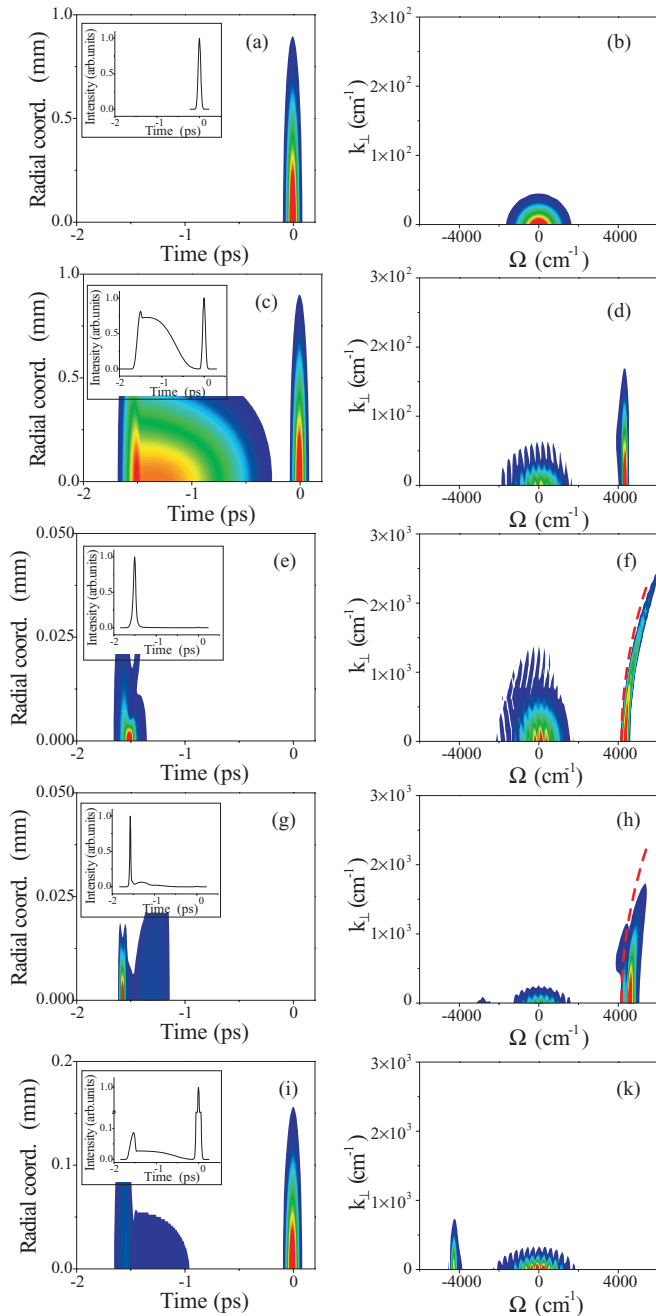 1.0
Intensity (arb.units)
1.0
0.5
0.0
-2
-1
0
Time (ps)
(a)
Radial coord. (mm)
0.5
0.0
-2
-1
0
Time (ps)
3×10²
(b)
k⊥ (cm⁻¹)
2×10²
1×10²
0
-4000
0
4000
Ω (cm⁻¹)
1.0
Intensity (arb.units)
1.0
0.5
0.0
-2
-1
0
Time (ps)
(c)
Radial coord. (mm)
0.5
0.0
-2
-1
0
Time (ps)
3×10²
(d)
k⊥ (cm⁻¹)
2×10²
1×10²
0
-4000
0
4000
Ω (cm⁻¹)
0.050
Intensity (arb.units)
1.0
0.5
0.0
-2
-1
0
Time (ps)
(e)
Radial coord. (mm)
0.025
0.000
-2
-1
0
Time (ps)
3×10³
(f)
k⊥ (cm⁻¹)
2×10³
1×10³
0
-4000
0
4000
Ω (cm⁻¹)
0.050
Intensity (arb.units)
1.0
0.5
0.0
-2
-1
0
Time (ps)
(g)
Radial coord. (mm)
0.025
0.000
-2
-1
0
Time (ps)
3×10³
(h)
k⊥ (cm⁻¹)
2×10³
1×10³
0
-4000
0
4000
Ω (cm⁻¹)
0.2
Intensity (arb.units)
1.0
0.1
0.0
-2
-1
0
Time (ps)
(i)
Radial coord. (mm)
0.1
0.0
-2
-1
0
Time (ps)
3×10³
(k)
k⊥ (cm⁻¹)
2×10³
1×10³
0
-4000
0
4000
Ω (cm⁻¹)